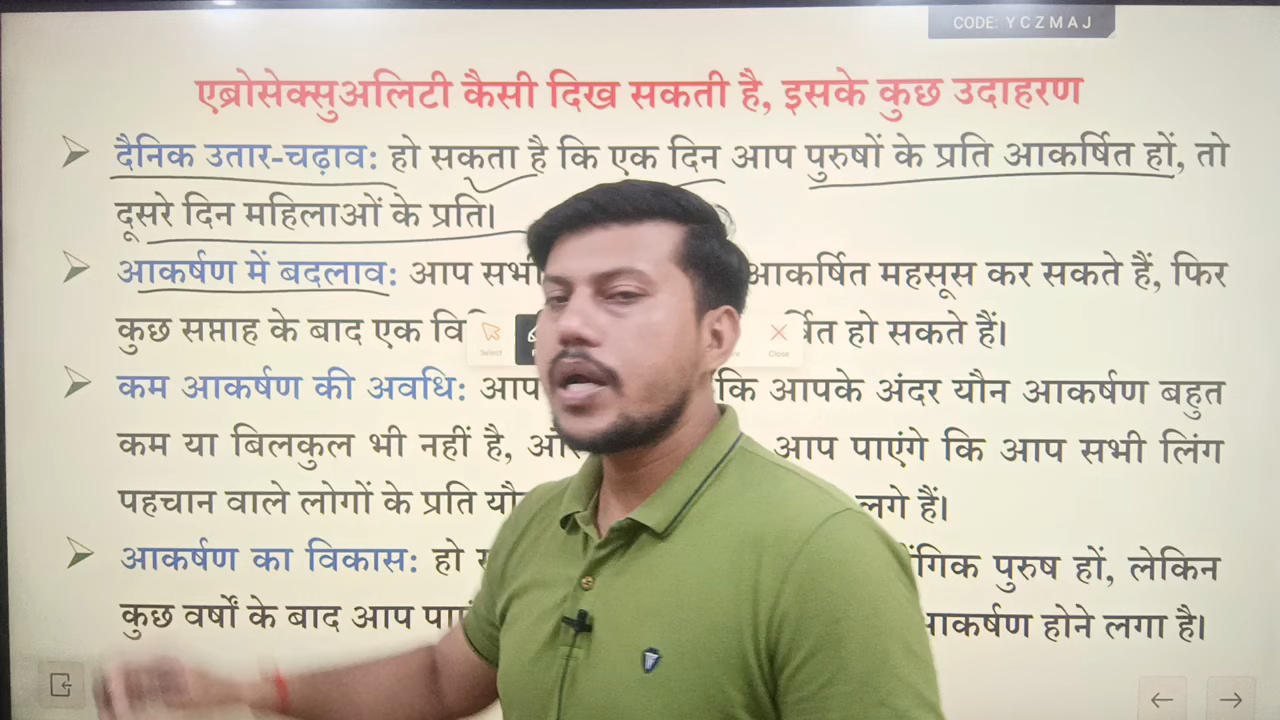 CODE: Y C Z M A J
एब्रोसेक्सुअलिटी कैसी दिख सकती है, इसके कुछ उदाहरण
दैनिक उतार-चढ़ाव: हो सकता है कि एक दिन आप पुरुषों के प्रति आकर्षित हों, तो
दूसरे दिन महिलाओं के प्रति।
आकर्षण में बदलाव: आप सभी आकर्षित महसूस कर सकते हैं, फिर
कुछ सप्ताह के बाद एक हो सकते हैं।
Select Close
कम आकर्षण की अवधि: आप कि आपके अंदर यौन आकर्षण बहुत
कम या बिलकुल भी नहीं है, आप पाएंगे कि आप सभी लिंग
पहचान वाले लोगों के प्रति लगे हैं।
आकर्षण का विकास: हो पुरुष हों, लेकिन
कुछ वर्षों के बाद आप आकर्षण होने लगा है।